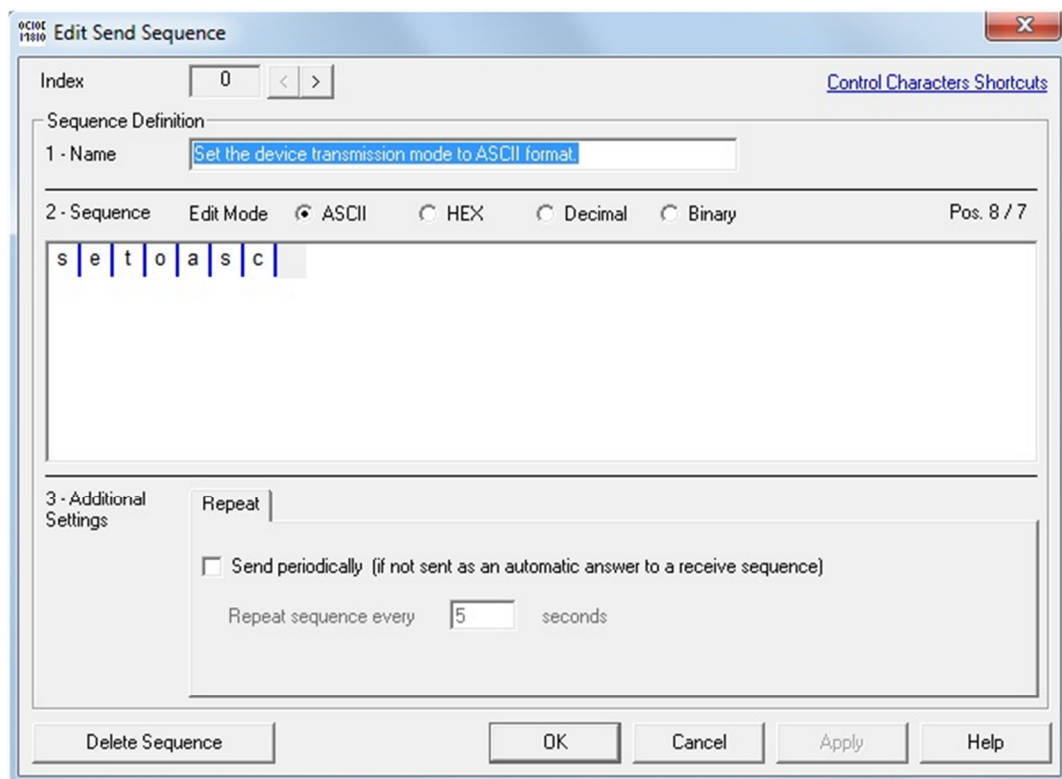 Edit Send Sequence
Index 0 < > Control Characters Shortcuts
Sequence Definition
1 - Name Set the device transmission mode to ASCII format.
2 - Sequence Edit Mode ASCII HEX Decimal Binary Pos. 8 / 7
s e t o a s c
3 - Additional Settings
Repeat
Send periodically (if not sent as an automatic answer to a receive sequence)
Repeat sequence every 5 seconds
Delete Sequence OK Cancel Apply Help